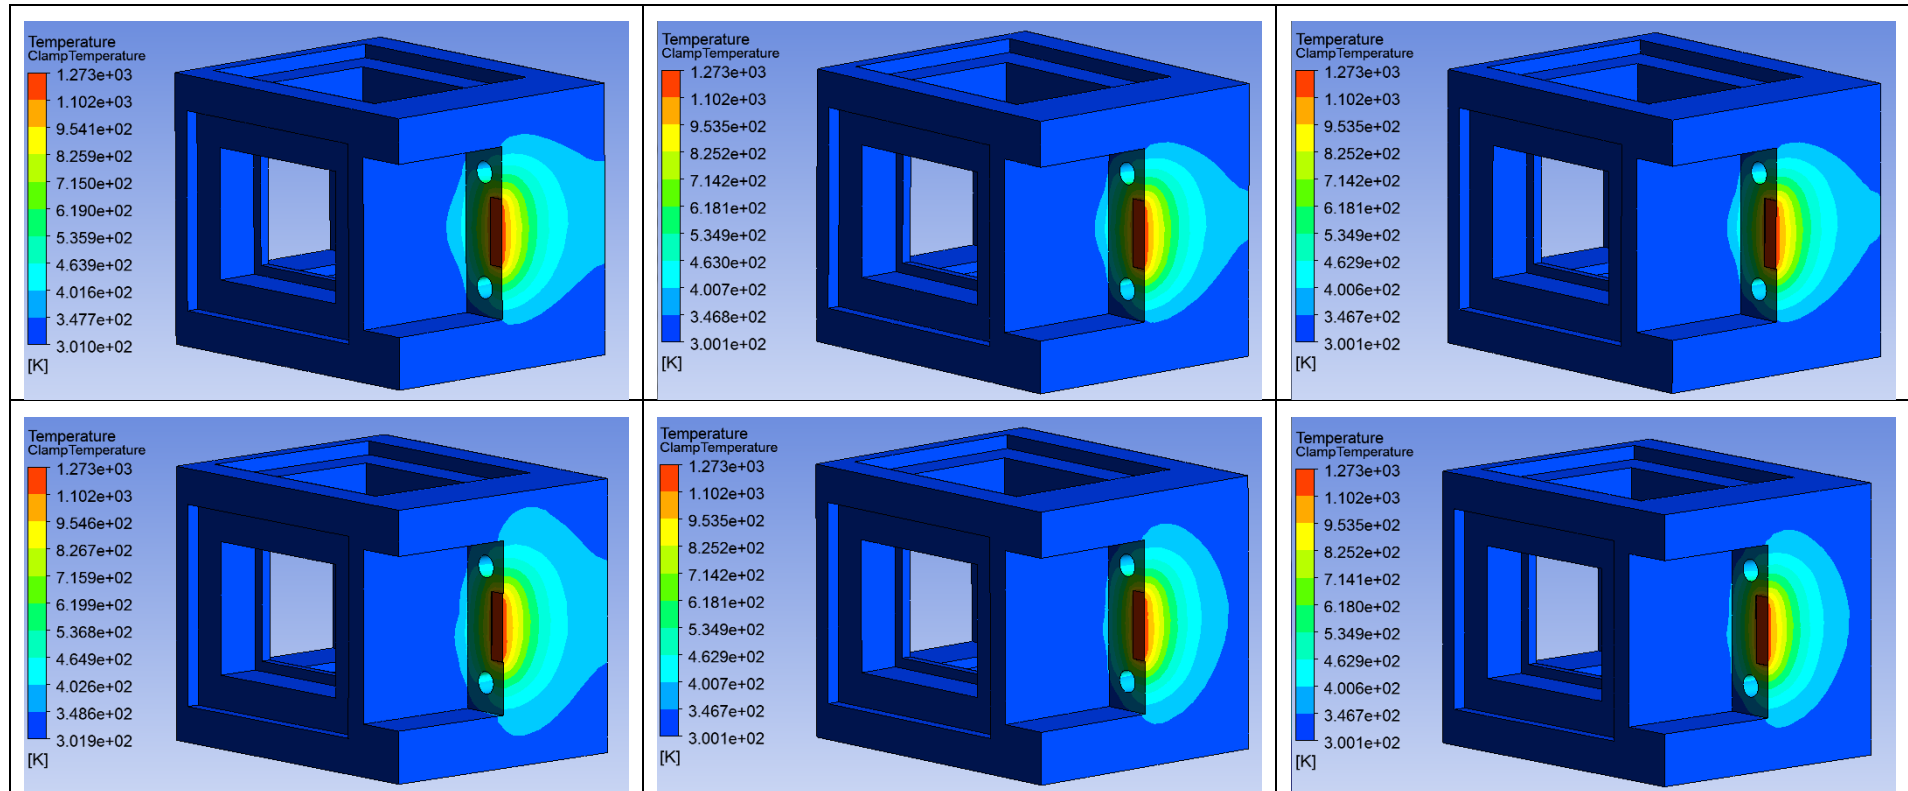 Temperature
ClampTemperature
1.273e+03
1.102e+03
9.541e+02
8.259e+02
7.150e+02
6.190e+02
5.359e+02
4.639e+02
4.016e+02
3.477e+02
3.010e+02
[K]
Temperature
ClampTemperature
1.273e+03
1.102e+03
9.535e+02
8.252e+02
7.142e+02
6.181e+02
5.349e+02
4.630e+02
4.007e+02
3.468e+02
3.001e+02
[K]
Temperature
ClampTemperature
1.273e+03
1.102e+03
9.535e+02
8.252e+02
7.142e+02
6.181e+02
5.349e+02
4.629e+02
4.006e+02
3.467e+02
3.001e+02
[K]
Temperature
ClampTemperature
1.273e+03
1.102e+03
9.546e+02
8.267e+02
7.159e+02
6.199e+02
5.368e+02
4.649e+02
4.026e+02
3.486e+02
3.019e+02
[K]
Temperature
ClampTemperature
1.273e+03
1.102e+03
9.535e+02
8.252e+02
7.142e+02
6.181e+02
5.349e+02
4.629e+02
4.007e+02
3.467e+02
3.001e+02
[K]
Temperature
ClampTemperature
1.273e+03
1.102e+03
9.535e+02
8.252e+02
7.141e+02
6.180e+02
5.349e+02
4.629e+02
4.006e+02
3.467e+02
3.001e+02
[K]